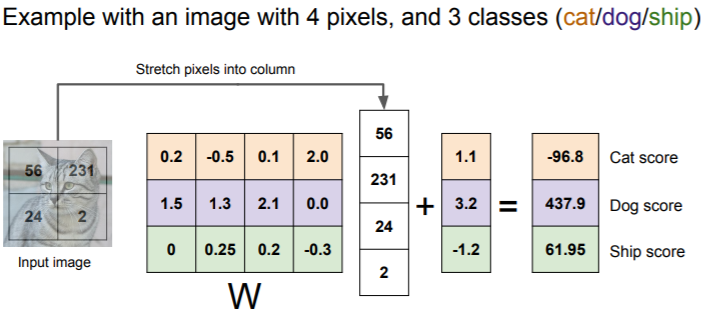 Example with an image with 4 pixels, and 3 classes (cat/dog/ship)
Stretch pixels into column
56 231
24 2
Input image
0.2 -0.5 0.1 2.0
1.5 1.3 2.1 0.0
0 0.25 0.2 -0.3
W
56
231
24
2
+
1.1
3.2
-1.2
=
-96.8 Cat score
437.9 Dog score
61.95 Ship score